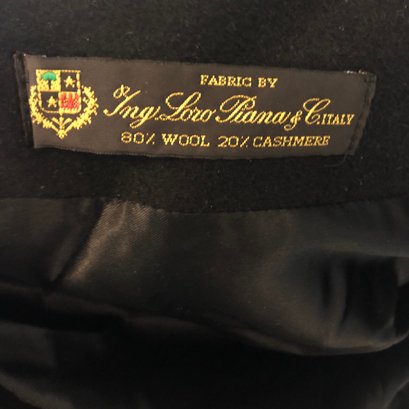 FABRIC BY
Ing. Loro Piana & C. ITALY
80% WOOL 20% CASHMERE